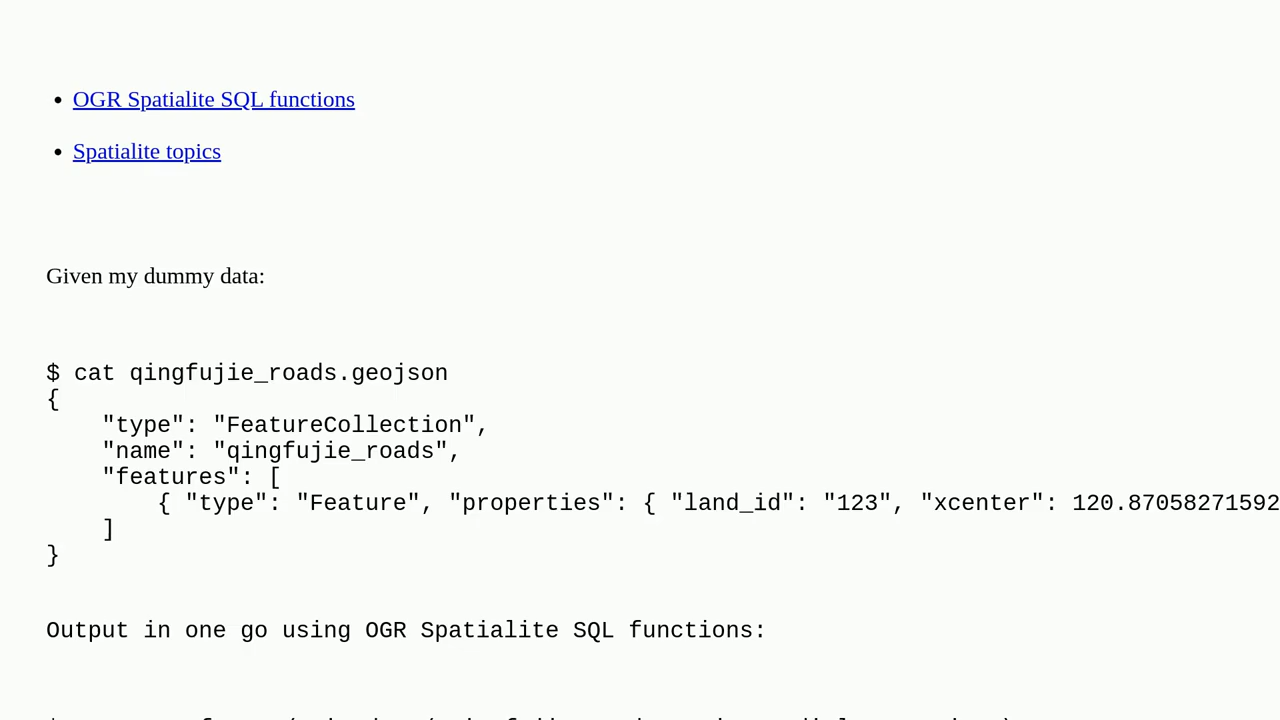 • OGR Spatialite SQL functions
• Spatialite topics
Given my dummy data:
$ cat qingfujie_roads.geojson
{
    "type": "FeatureCollection",
    "name": "qingfujie_roads",
    "features": [
        { "type": "Feature", "properties": { "land_id": "123", "xcenter": 120.87058271592
    ]
}
Output in one go using OGR Spatialite SQL functions: